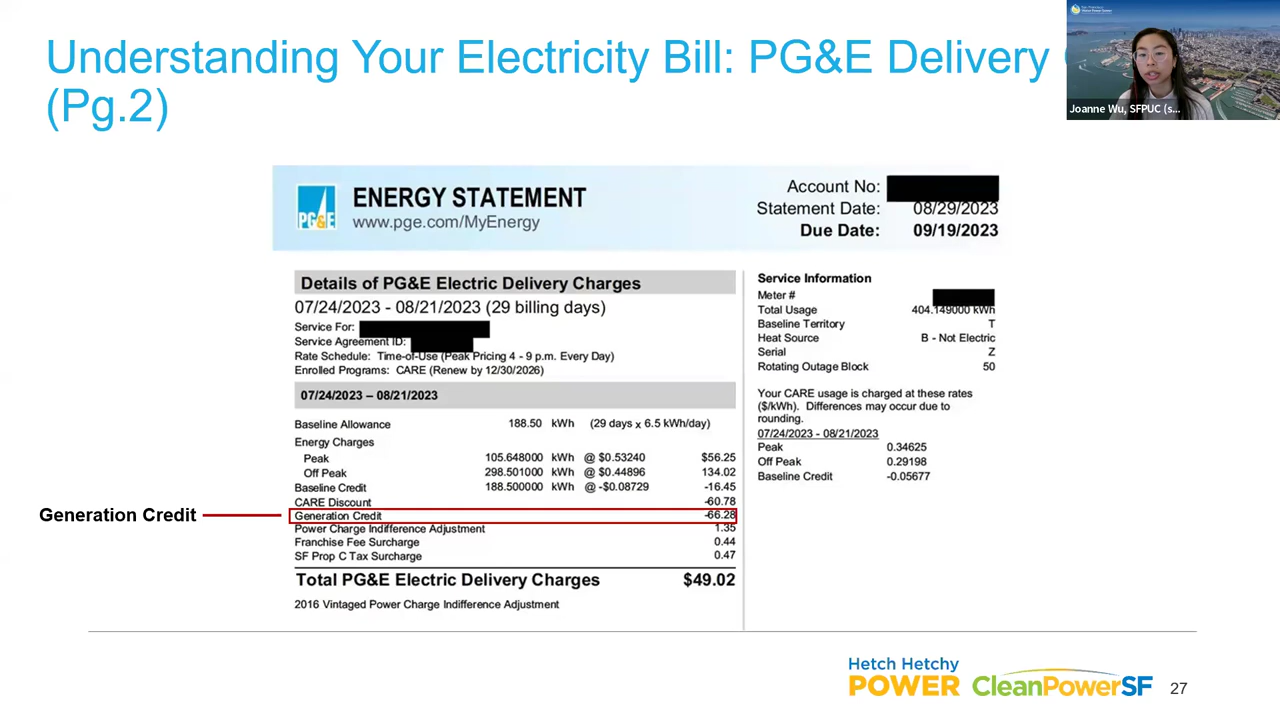 Understanding Your Electricity Bill: PG&E Delivery
(Pg.2)
Joanne Wu, SFPUC (s...
PG&E
ENERGY STATEMENT
www.pge.com/MyEnergy
Account No:
Statement Date: 08/29/2023
Due Date: 09/19/2023
Details of PG&E Electric Delivery Charges
07/24/2023 - 08/21/2023 (29 billing days)
Service For:
Service Agreement ID:
Rate Schedule: Time-of-Use (Peak Pricing 4 - 9 p.m. Every Day)
Enrolled Programs: CARE (Renew by 12/30/2026)
07/24/2023 – 08/21/2023
Baseline Allowance 188.50 kWh (29 days x 6.5 kWh/day)
Energy Charges
Peak 105.648000 kWh @ $0.53240 $56.25
Off Peak 298.501000 kWh @ $0.44896 134.02
Baseline Credit 188.500000 kWh @ -$0.08729 -16.45
CARE Discount -60.78
Generation Credit
Generation Credit -66.28
Power Charge Indifference Adjustment 1.35
Franchise Fee Surcharge 0.44
SF Prop C Tax Surcharge 0.47
Total PG&E Electric Delivery Charges $49.02
2016 Vintaged Power Charge Indifference Adjustment
Service Information
Meter #
Total Usage 404.149000 kWh
Baseline Territory T
Heat Source B - Not Electric
Serial Z
Rotating Outage Block 50
Your CARE usage is charged at these rates
($/kWh). Differences may occur due to
rounding.
07/24/2023 - 08/21/2023
Peak 0.34625
Off Peak 0.29198
Baseline Credit -0.05677
Hetch Hetchy
POWER
CleanPowerSF
27